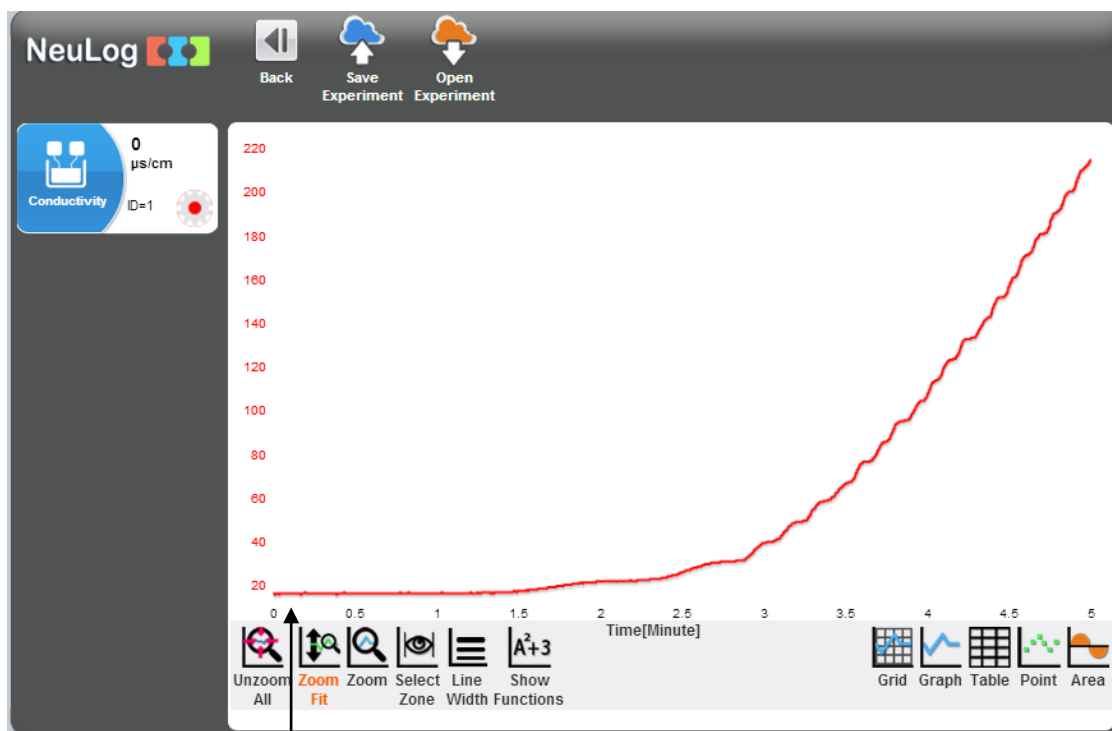 NeuLog
Back
Save
Experiment
Open
Experiment
0
µs/cm
Conductivity
ID=1
220
200
180
160
140
120
100
80
60
40
20
0 0.5 1 1.5 2 2.5 3 3.5 4 4.5 5
Time[Minute]
Unzoom
All
Zoom
Fit
Zoom
Select
Zone
Line
Width
A²+3
Show
Functions
Grid
Graph
Table
Point
Area